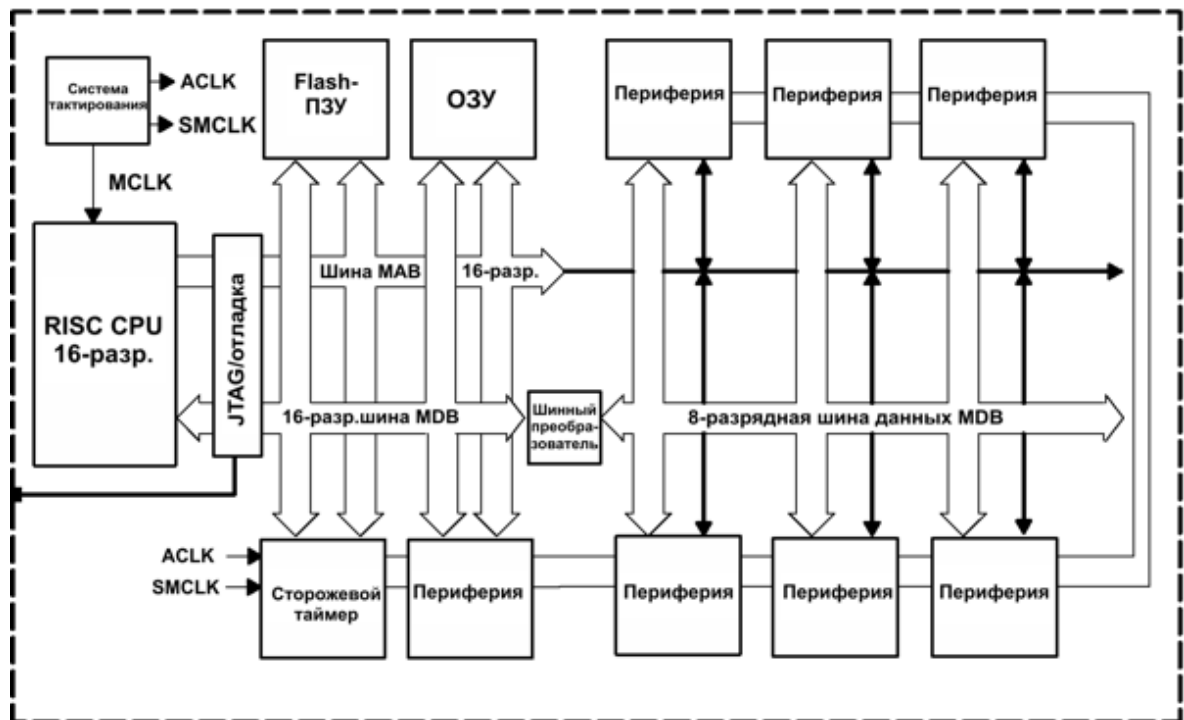 Система
тактирования
ACLK
SMCLK
MCLK
Flash-
ПЗУ
ОЗУ
Периферия
Периферия
Периферия
RISC CPU
16-разр.
JTAG/отладка
Шина MAB
16-разр.
16-разр.шина MDB
Шинный
преобра-
зователь
8-разрядная шина данных MDB
ACLK
SMCLK
Сторожевой
таймер
Периферия
Периферия
Периферия
Периферия